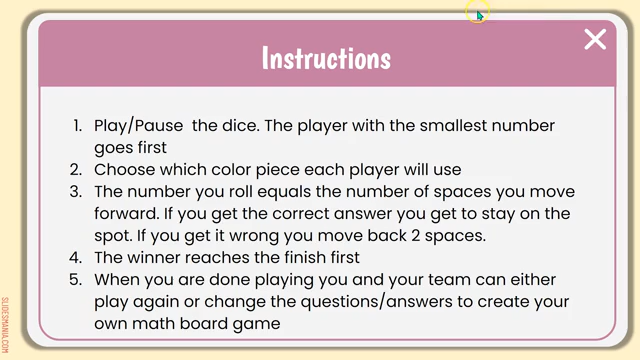 Instructions
1. Play/Pause the dice. The player with the smallest number
goes first
2. Choose which color piece each player will use
3. The number you roll equals the number of spaces you move
forward. If you get the correct answer you get to stay on the
spot. If you get it wrong you move back 2 spaces.
4. The winner reaches the finish first
5. When you are done playing you and your team can either
play again or change the questions/answers to create your
own math board game
SLIDESMANIA.COM